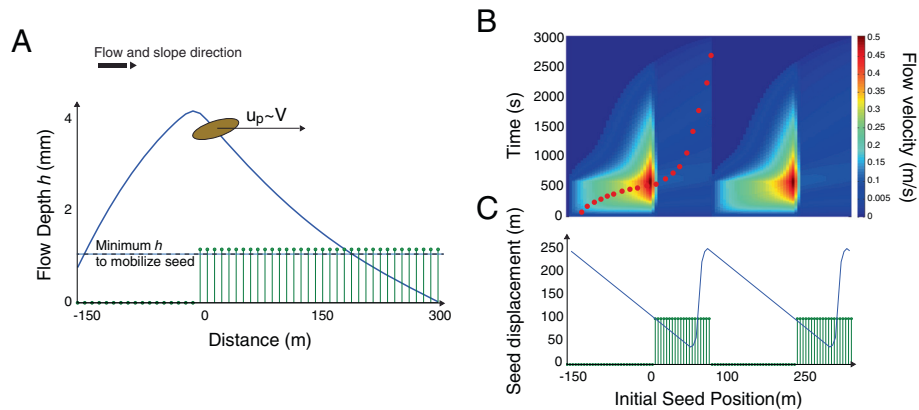 A
Flow and slope direction
u_p~V
Flow Depth h (mm)
4
2
0
Minimum h
to mobilize seed
-150
0
150
300
Distance (m)
B
Time (s)
3000
2500
2000
1500
1000
500
0
0.5
0.45
0.4
0.35
0.3
0.25
0.2
0.15
0.1
0.005
0
Flow velocity (m/s)
C
Seed displacement (m)
250
200
150
100
50
0
-150
0
100
250
Initial Seed Position(m)